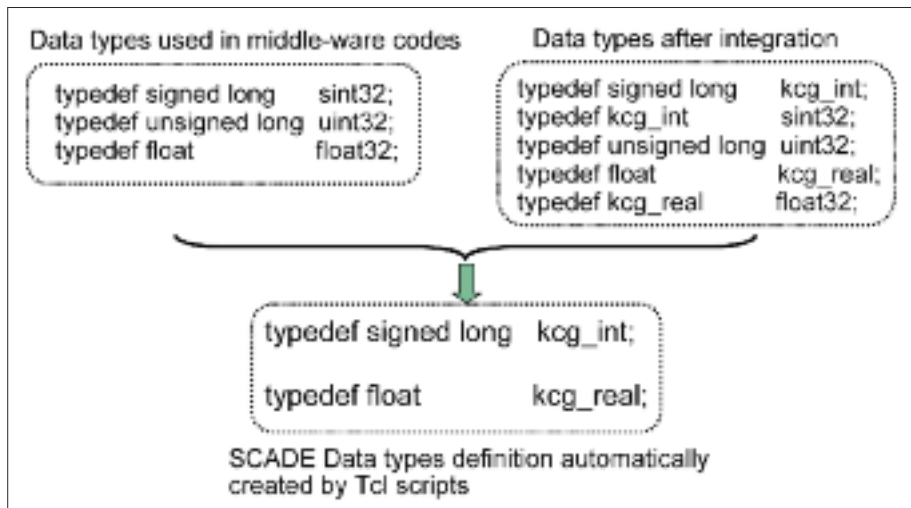 Data types used in middle-ware codes
typedef signed long sint32;
typedef unsigned long uint32;
typedef float float32;
Data types after integration
typedef signed long kcg_int;
typedef kcg_int sint32;
typedef unsigned long uint32;
typedef float kcg_real;
typedef kcg_real float32;
typedef signed long kcg_int;
typedef float kcg_real;
SCADE Data types definition automatically
created by Tcl scripts